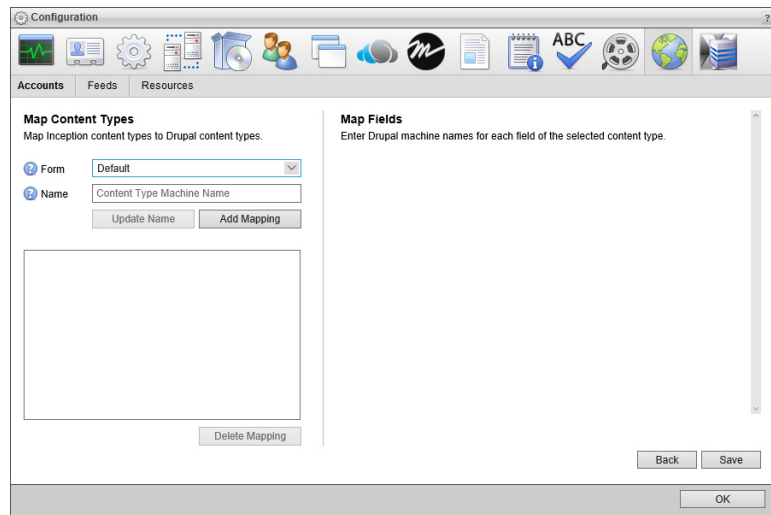 Configuration
?
ABC
Accounts Feeds Resources
Map Content Types
Map Inception content types to Drupal content types.
? Form Default
? Name Content Type Machine Name
Update Name Add Mapping
Delete Mapping
Map Fields
Enter Drupal machine names for each field of the selected content type.
Back Save
OK